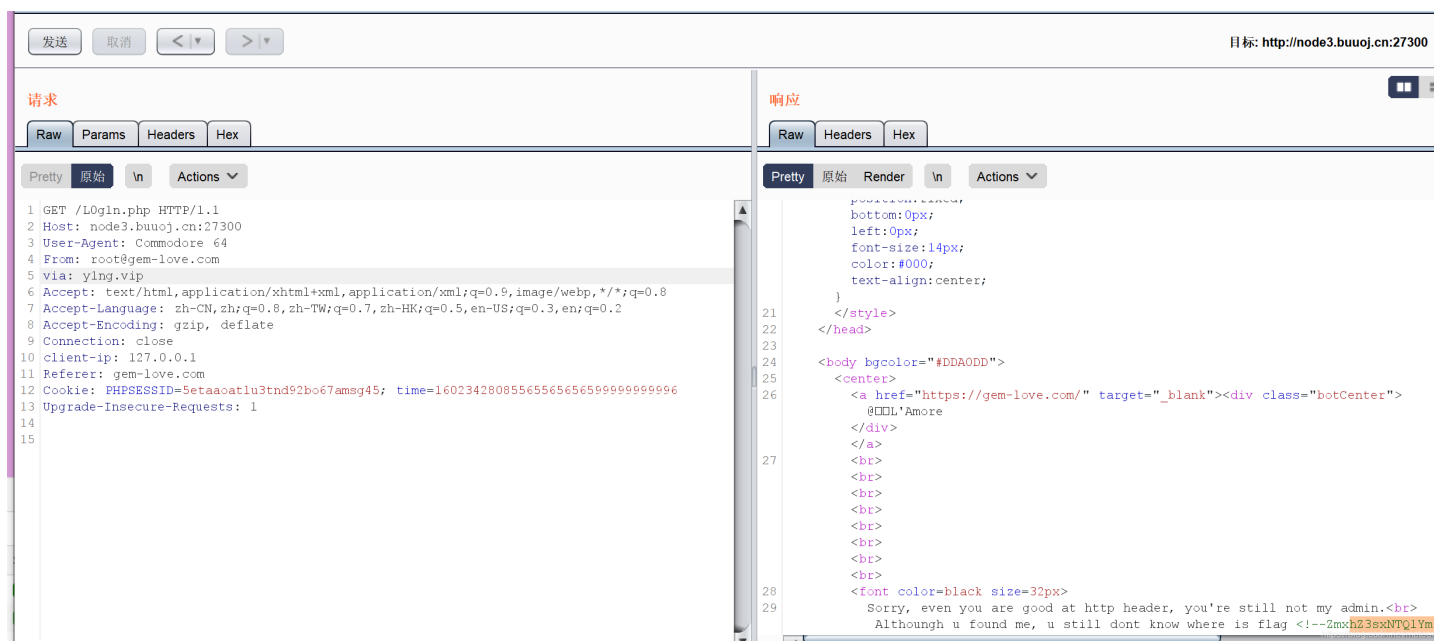 发送
取消
目标: http://node3.buuoj.cn:27300
请求
Raw Params Headers Hex
Pretty 原始 \n Actions
1 GET /L0g1n.php HTTP/1.1
2 Host: node3.buuoj.cn:27300
3 User-Agent: Commodore 64
4 From: root@gem-love.com
5 via: y1ng.vip
6 Accept: text/html,application/xhtml+xml,application/xml;q=0.9,image/webp,*/*;q=0.8
7 Accept-Language: zh-CN,zh;q=0.8,zh-TW;q=0.7,zh-HK;q=0.5,en-US;q=0.3,en;q=0.2
8 Accept-Encoding: gzip, deflate
9 Connection: close
10 client-ip: 127.0.0.1
11 Referer: gem-love.com
12 Cookie: PHPSESSID=5etaaoatlu3tnd92bo67amsg45; time=16023428085565565656599999999996
13 Upgrade-Insecure-Requests: 1
14
15
响应
Raw Headers Hex
Pretty 原始 Render \n Actions
position:fixed;
bottom:0px;
left:0px;
font-size:14px;
color:#000;
text-align:center;
}
21 </style>
22 </head>
23
24 <body bgcolor="#DDA0DD">
25 <center>
26 <a href="https://gem-love.com/" target="_blank"><div class="botCenter">
@□□L'Amore
</div>
</a>
27 <br>
<br>
<br>
<br>
<br>
<br>
<br>
<br>
28 <font color=black size=32px>
29 Sorry, even you are good at http header, you're still not my admin.<br>
Althoungh u found me, u still dont know where is flag <!--ZmxhZ3sxNTQlYm